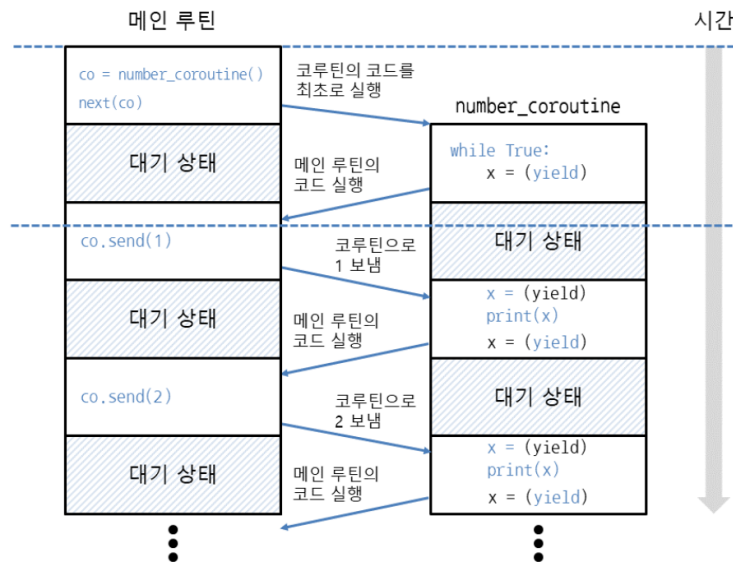 메인 루틴
시간
co = number_coroutine()
next(co)
코루틴의 코드를
최초로 실행
number_coroutine
대기 상태
메인 루틴의
코드 실행
while True:
x = (yield)
co.send(1)
코루틴으로
1 보냄
대기 상태
대기 상태
메인 루틴의
코드 실행
x = (yield)
print(x)
x = (yield)
co.send(2)
코루틴으로
2 보냄
대기 상태
대기 상태
메인 루틴의
코드 실행
x = (yield)
print(x)
x = (yield)